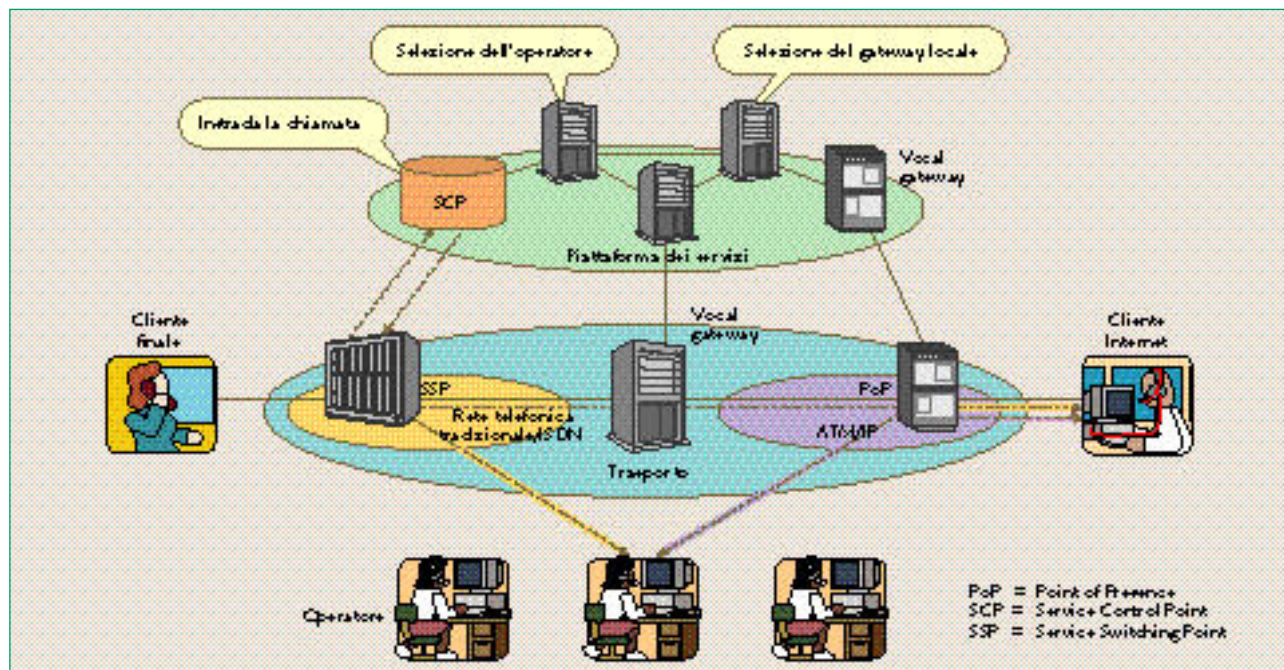 Selezione dell'operatore
Selezione del gateway locale
Instrada la chiamata
Vocal
gateway
SCP
Piattaforma dei servizi
Cliente
finale
Vocal
gateway
Cliente
Internet
SSP
PoP
Rete telefonica
tradizionale/ISDN
ATM/IP
Trasporto
Operatore
PoP = Point of Presence
SCP = Service Control Point
SSP = Service Switching Point